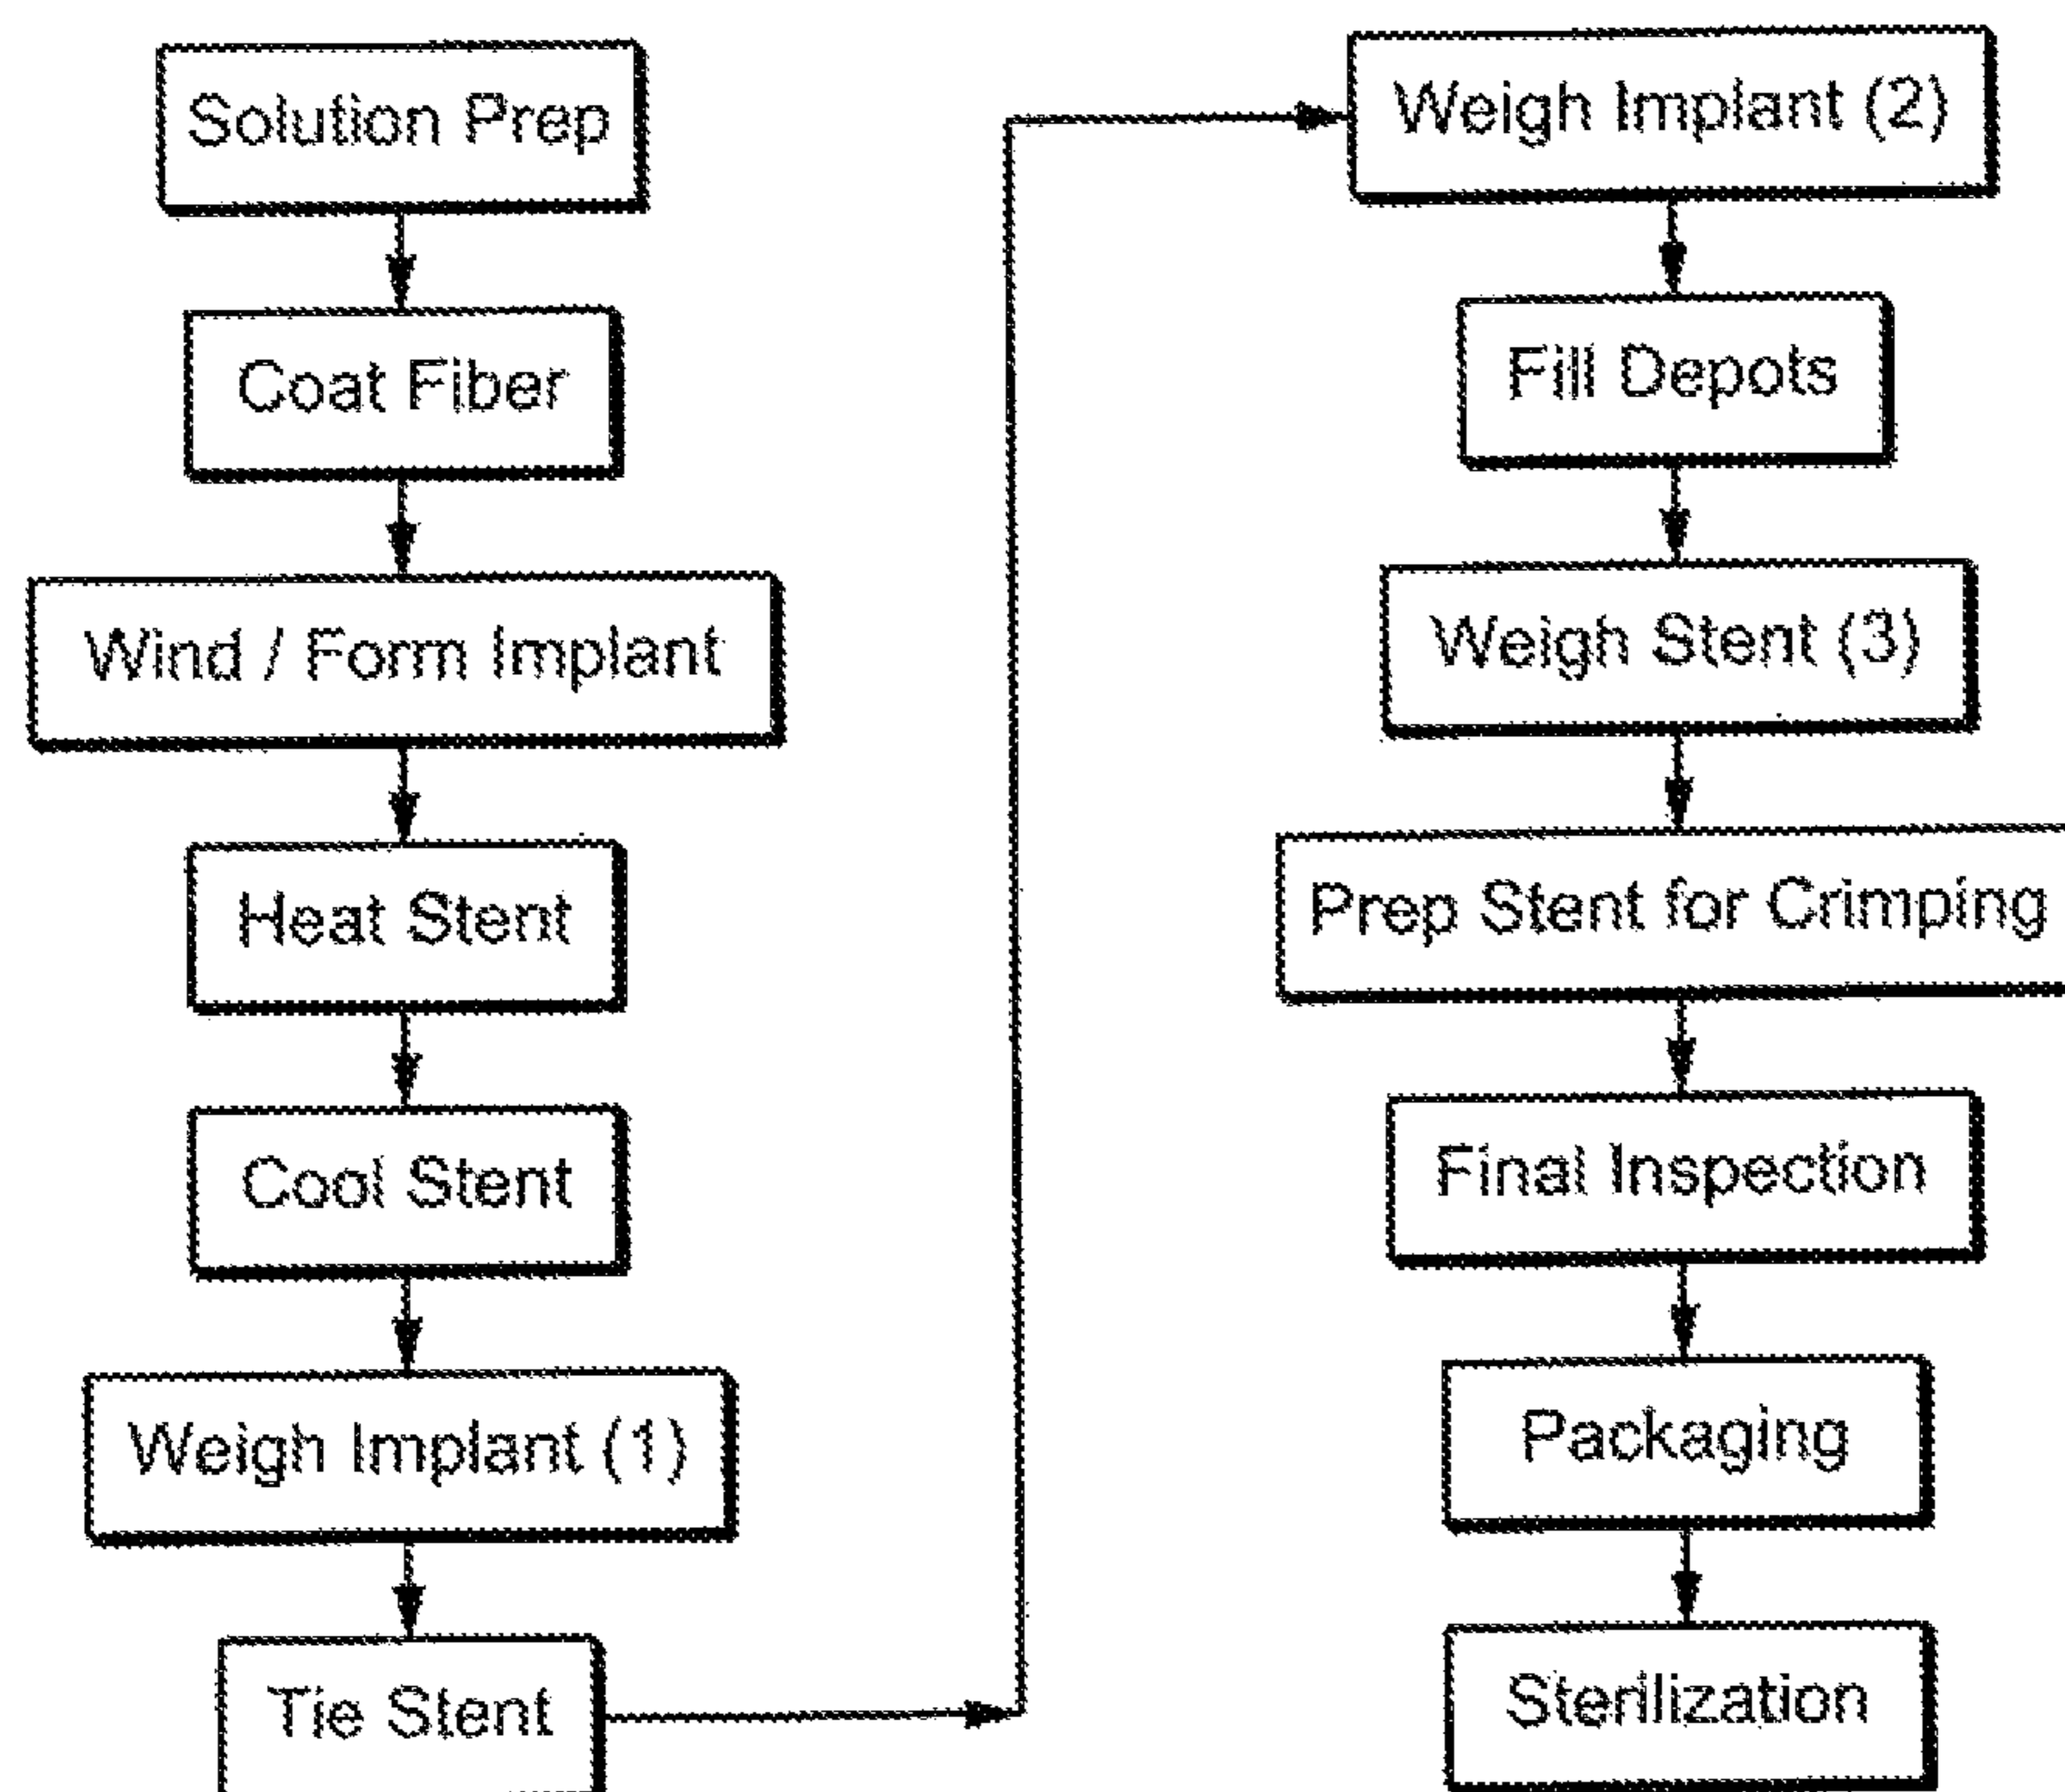 Solution Prep
Coat Fiber
Wind / Form Implant
Heat Stent
Cool Stent
Weigh Implant (1)
Tie Stent
Weigh Implant (2)
Fill Depots
Weigh Stent (3)
Prep Stent for Crimping
Final Inspection
Packaging
Sterilization